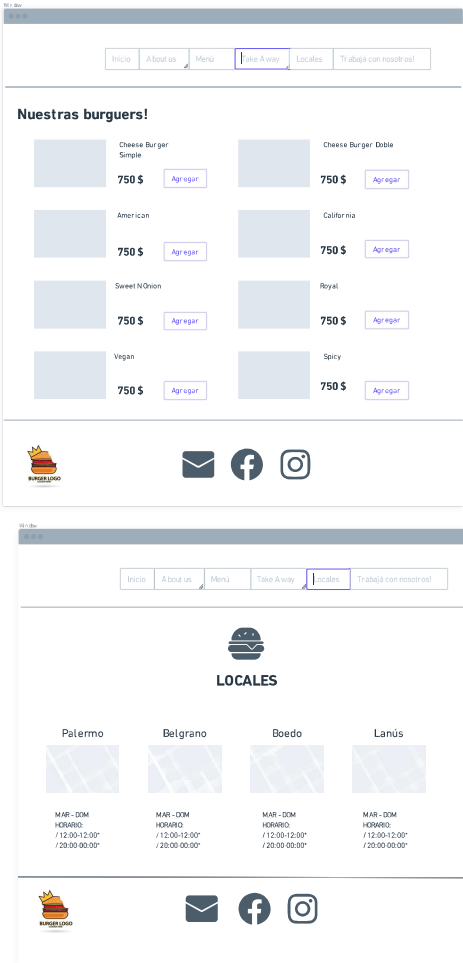 Window
Inicio
About us
Menú
Take Away
Locales
Trabajá con nosotros!
Nuestras burguers!
Cheese Burger
Simple
750 $
Agregar
Cheese Burger Doble
750 $
Agregar
American
750 $
Agregar
California
750 $
Agregar
Sweet N Onion
750 $
Agregar
Royal
750 $
Agregar
Vegan
750 $
Agregar
Spicy
750 $
Agregar
BURGER LOGO
Window
Inicio
About us
Menú
Take Away
Locales
Trabajá con nosotros!
LOCALES
Palermo
MAR - DOM
HORARIO:
/ 12:00-12:00*
/ 20:00-00:00*
Belgrano
MAR - DOM
HORARIO:
/ 12:00-12:00*
/ 20:00-00:00*
Boedo
MAR - DOM
HORARIO:
/ 12:00-12:00*
/ 20:00-00:00*
Lanús
MAR - DOM
HORARIO:
/ 12:00-12:00*
/ 20:00-00:00*
BURGER LOGO